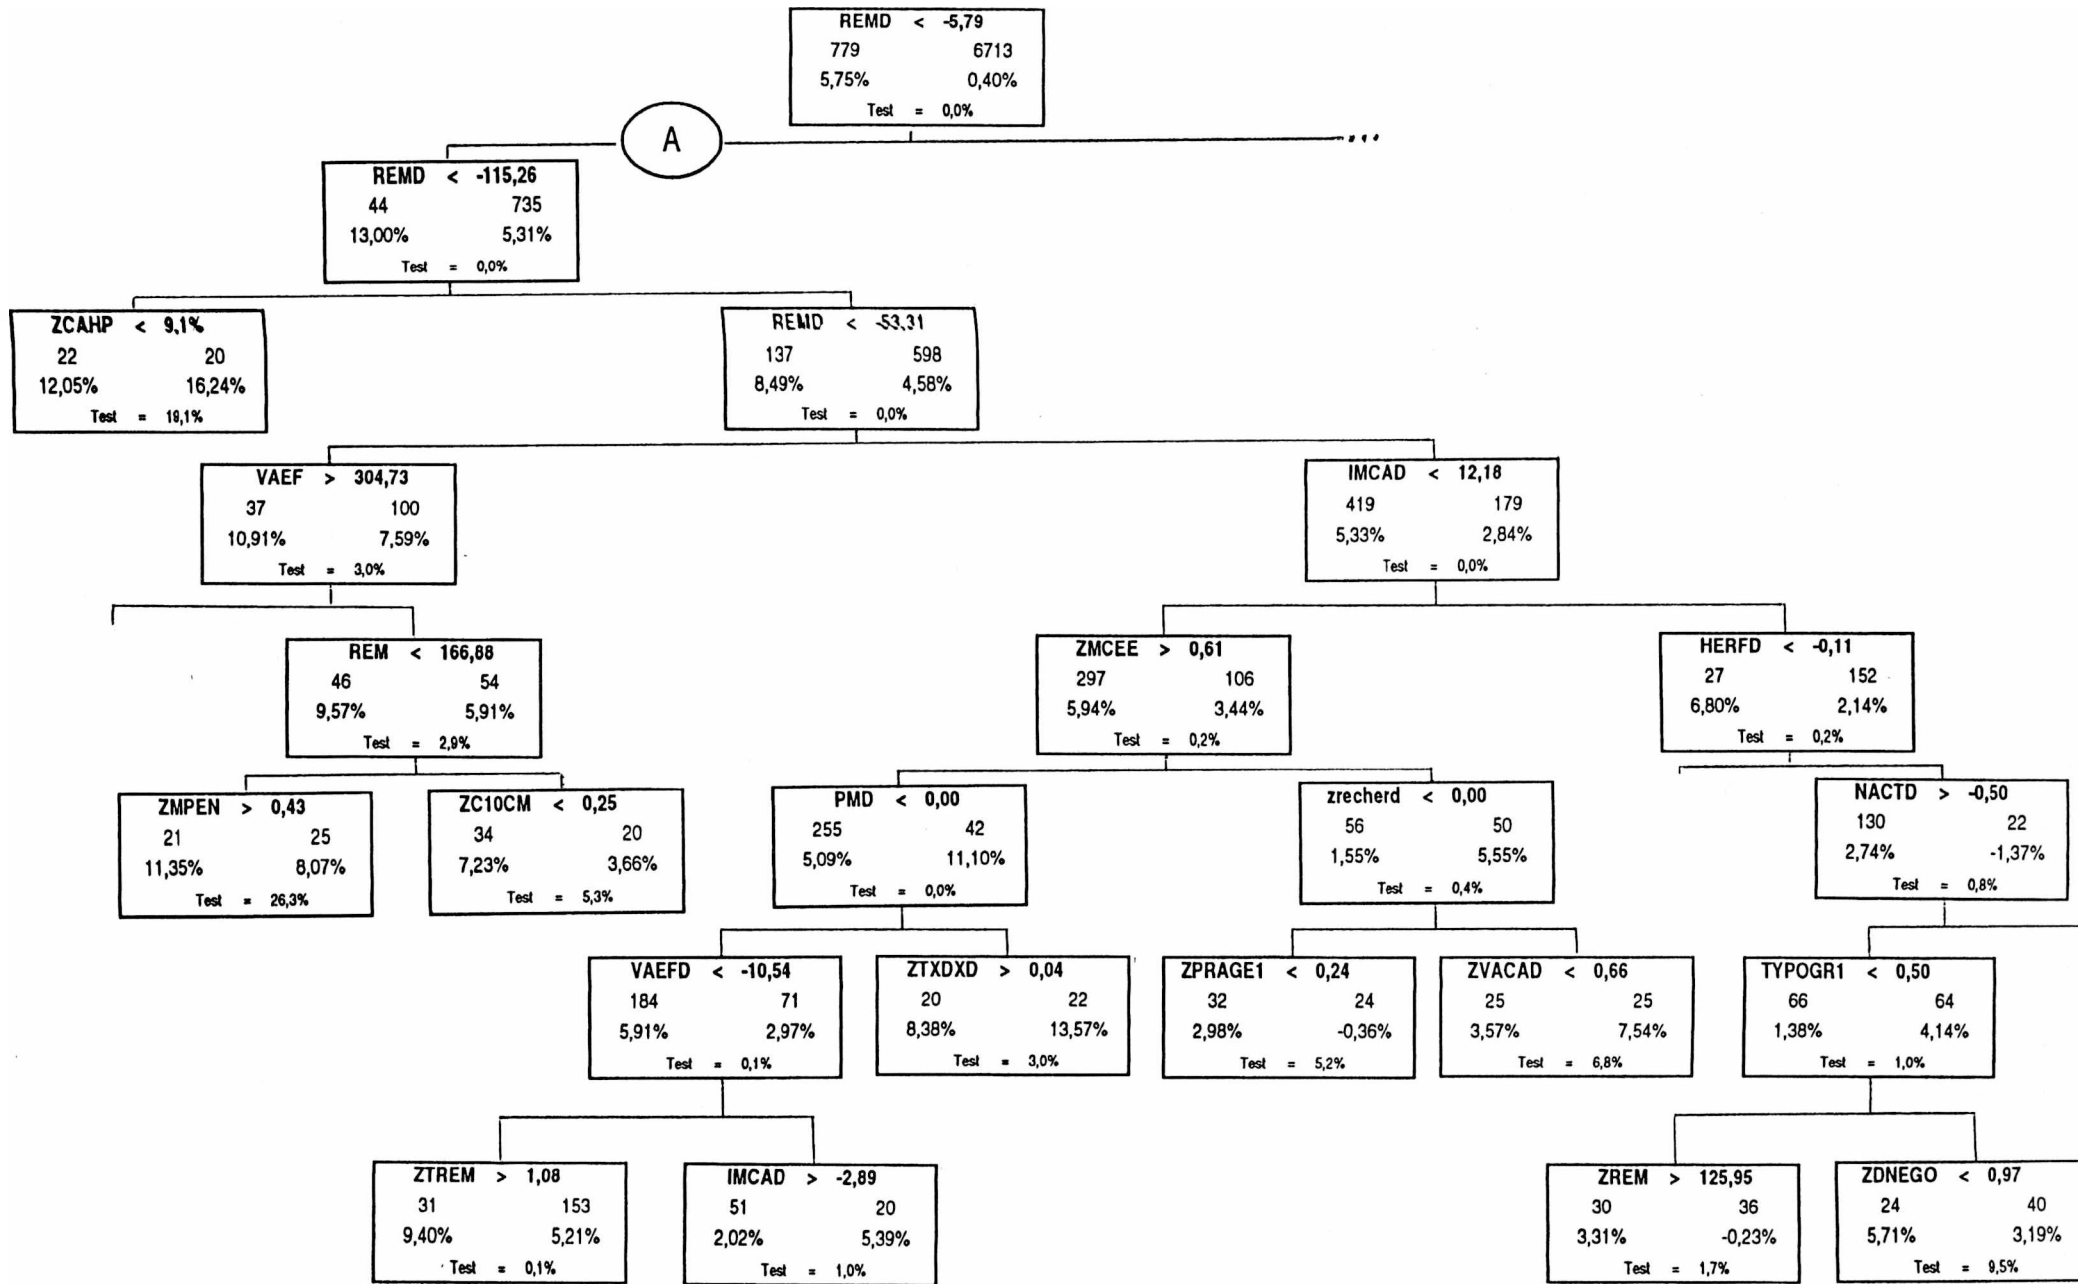 REMD < -5,79
779 6713
5,75% 0,40%
Test = 0,0%
A
REMD < -115,26
44 735
13,00% 5,31%
Test = 0,0%
ZCAHP < 9,1%
22 20
12,05% 16,24%
Test = 19,1%
REMD < -53,31
137 598
8,49% 4,58%
Test = 0,0%
VAEF > 304,73
37 100
10,91% 7,59%
Test = 3,0%
IMCAD < 12,18
419 179
5,33% 2,84%
Test = 0,0%
REM < 166,88
46 54
9,57% 5,91%
Test = 2,9%
ZMCEE > 0,61
297 106
5,94% 3,44%
Test = 0,2%
HERFD < -0,11
27 152
6,80% 2,14%
Test = 0,2%
ZMPEN > 0,43
21 25
11,35% 8,07%
Test = 26,3%
ZC10CM < 0,25
34 20
7,23% 3,66%
Test = 5,3%
PMD < 0,00
255 42
5,09% 11,10%
Test = 0,0%
zrecherd < 0,00
56 50
1,55% 5,55%
Test = 0,4%
NACTD > -0,50
130 22
2,74% -1,37%
Test = 0,8%
VAEFD < -10,54
184 71
5,91% 2,97%
Test = 0,1%
ZTXDXD > 0,04
20 22
8,38% 13,57%
Test = 3,0%
ZPRAGE1 < 0,24
32 24
2,98% -0,36%
Test = 5,2%
ZVACAD < 0,66
25 25
3,57% 7,54%
Test = 6,8%
TYPOGR1 < 0,50
66 64
1,38% 4,14%
Test = 1,0%
ZTREM > 1,08
31 153
9,40% 5,21%
Test = 0,1%
IMCAD > -2,89
51 20
2,02% 5,39%
Test = 1,0%
ZREM > 125,95
30 36
3,31% -0,23%
Test = 1,7%
ZDNEGO < 0,97
24 40
5,71% 3,19%
Test = 9,5%